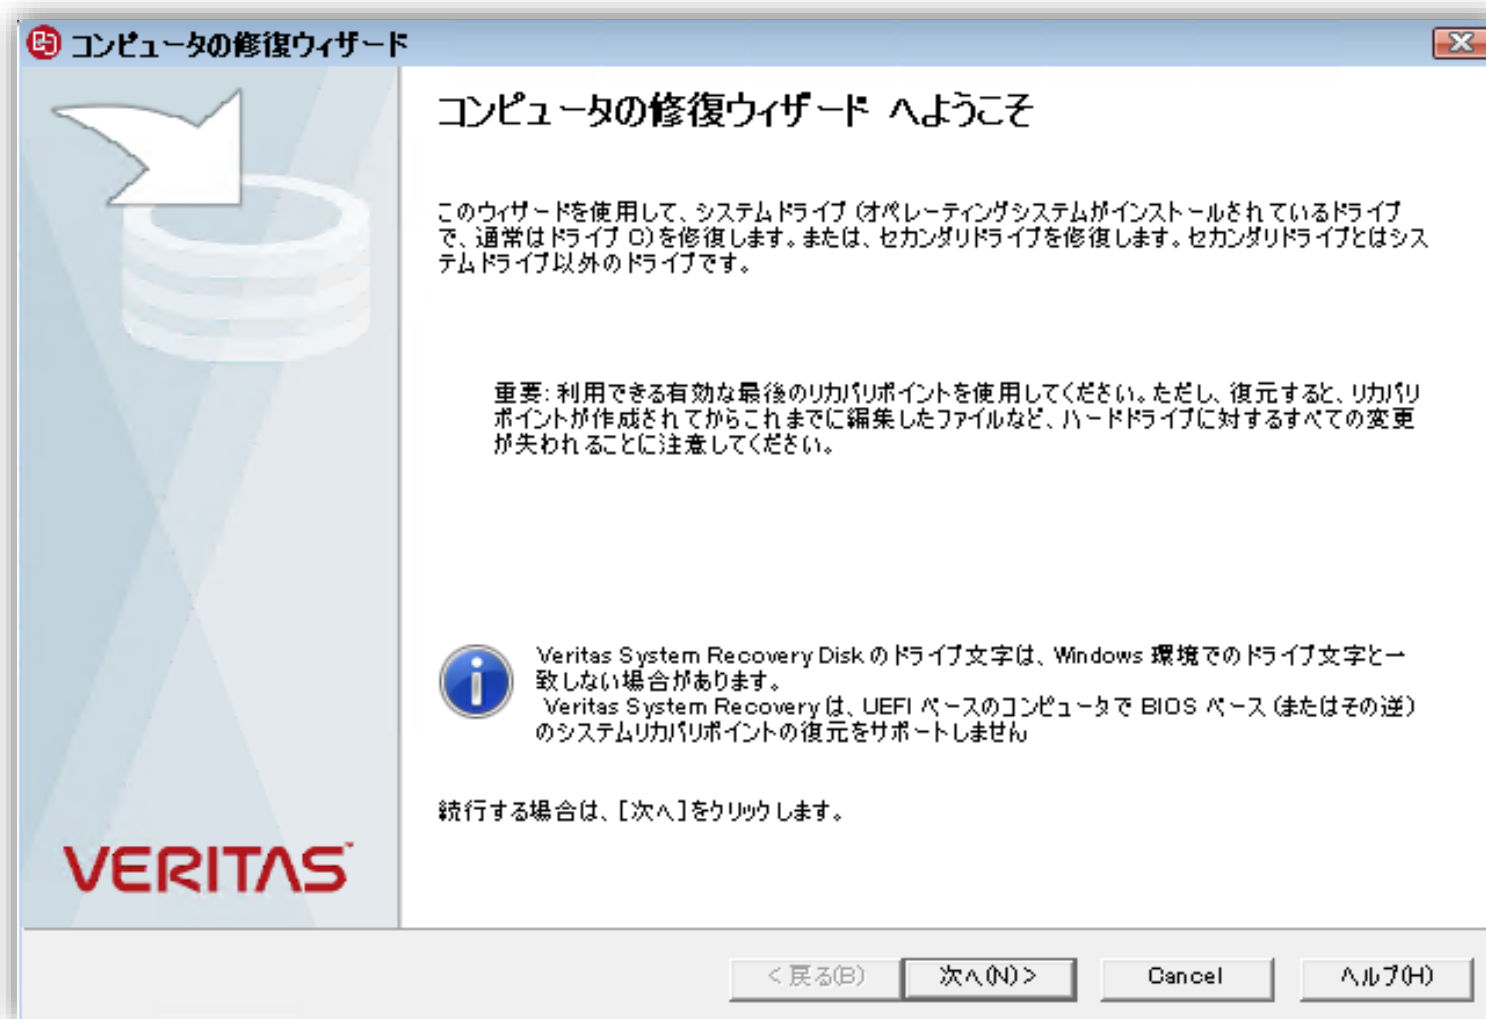 コンピュータの修復ウィザード
コンピュータの修復ウィザード へようこそ
このウィザードを使用して、システムドライブ (オペレーティングシステムがインストールされているドライブ
で、通常はドライブ C)を修復します。または、セカンダリドライブを修復します。セカンダリドライブとはシス
テムドライブ以外のドライブです。
重要: 利用できる有効な最後のリカバリポイントを使用してください。ただし、復元すると、リカバリ
ポイントが作成されてからこれまでに編集したファイルなど、ハードドライブに対するすべての変更
が失われることに注意してください。
Veritas System Recovery Disk のドライブ文字は、Windows 環境でのドライブ文字と一
致しない場合があります。
Veritas System Recovery は、UEFI ベースのコンピュータで BIOS ベース (またはその逆)
のシステムリカバリポイントの復元をサポートしません
続行する場合は、[次へ]をクリックします。
VERITAS™
< 戻る(B)
次へ(N) >
Cancel
ヘルプ(H)